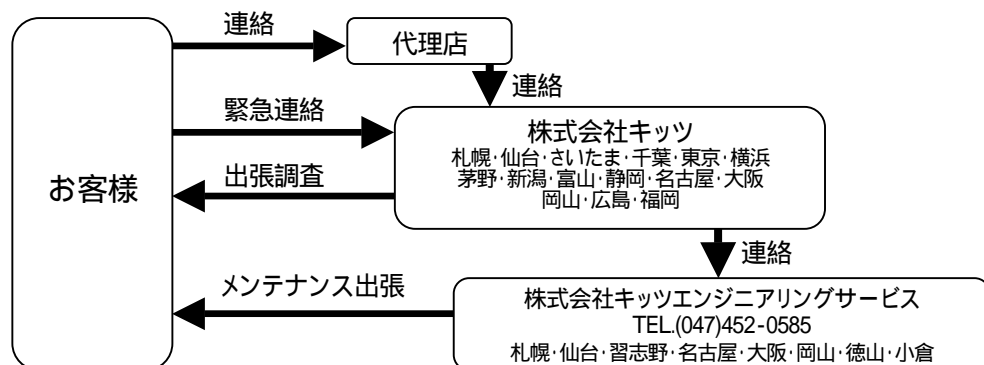 連絡
代理店
連絡
緊急連絡
株式会社キッツ
札幌・仙台・さいたま・千葉・東京・横浜
茅野・新潟・富山・静岡・名古屋・大阪
岡山・広島・福岡
お客様
出張調査
連絡
メンテナンス出張
株式会社キッツエンジニアリングサービス
TEL.(047)452-0585
札幌・仙台・習志野・名古屋・大阪・岡山・徳山・小倉